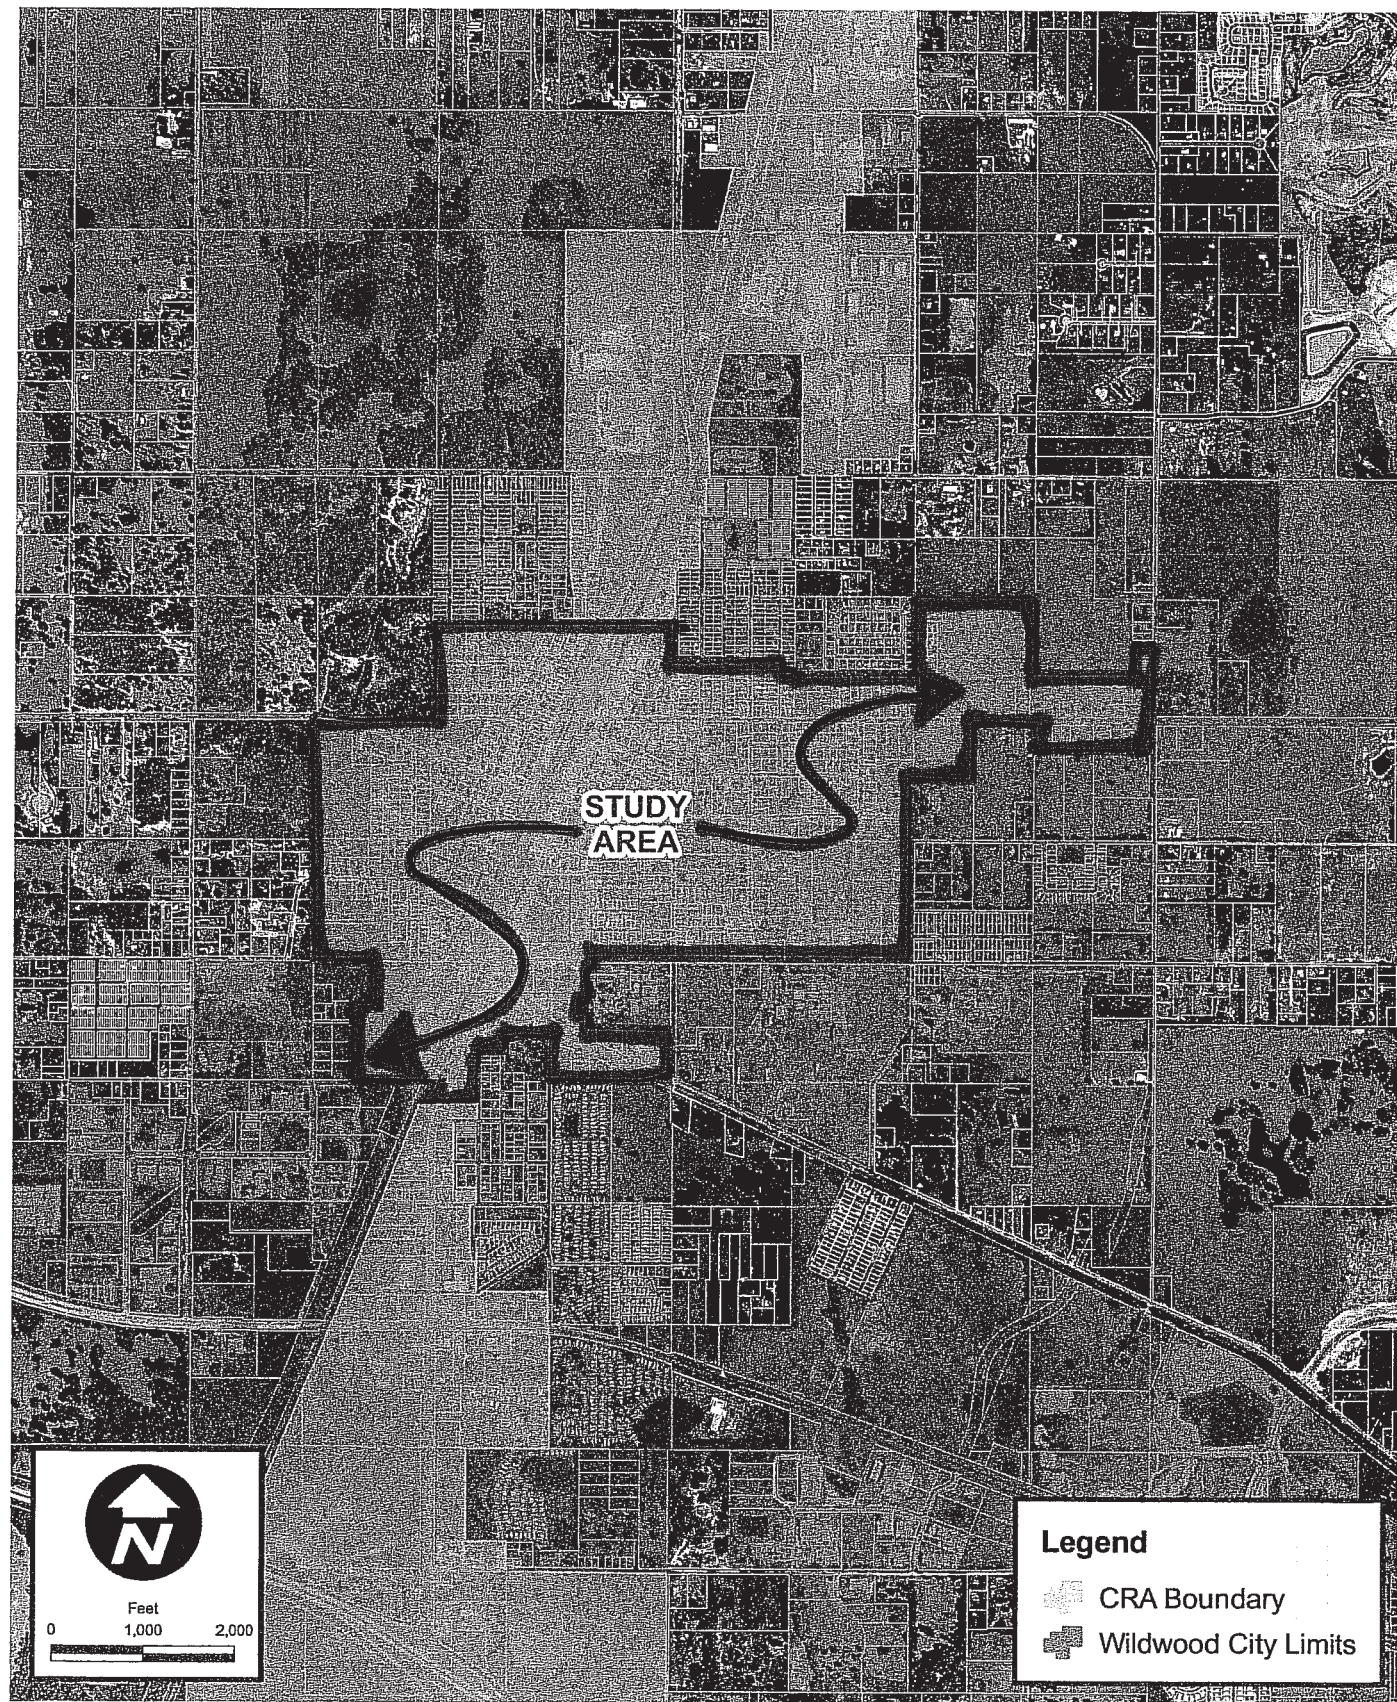 STUDY
AREA
N
Feet
0 1,000 2,000
Legend
CRA Boundary
Wildwood City Limits